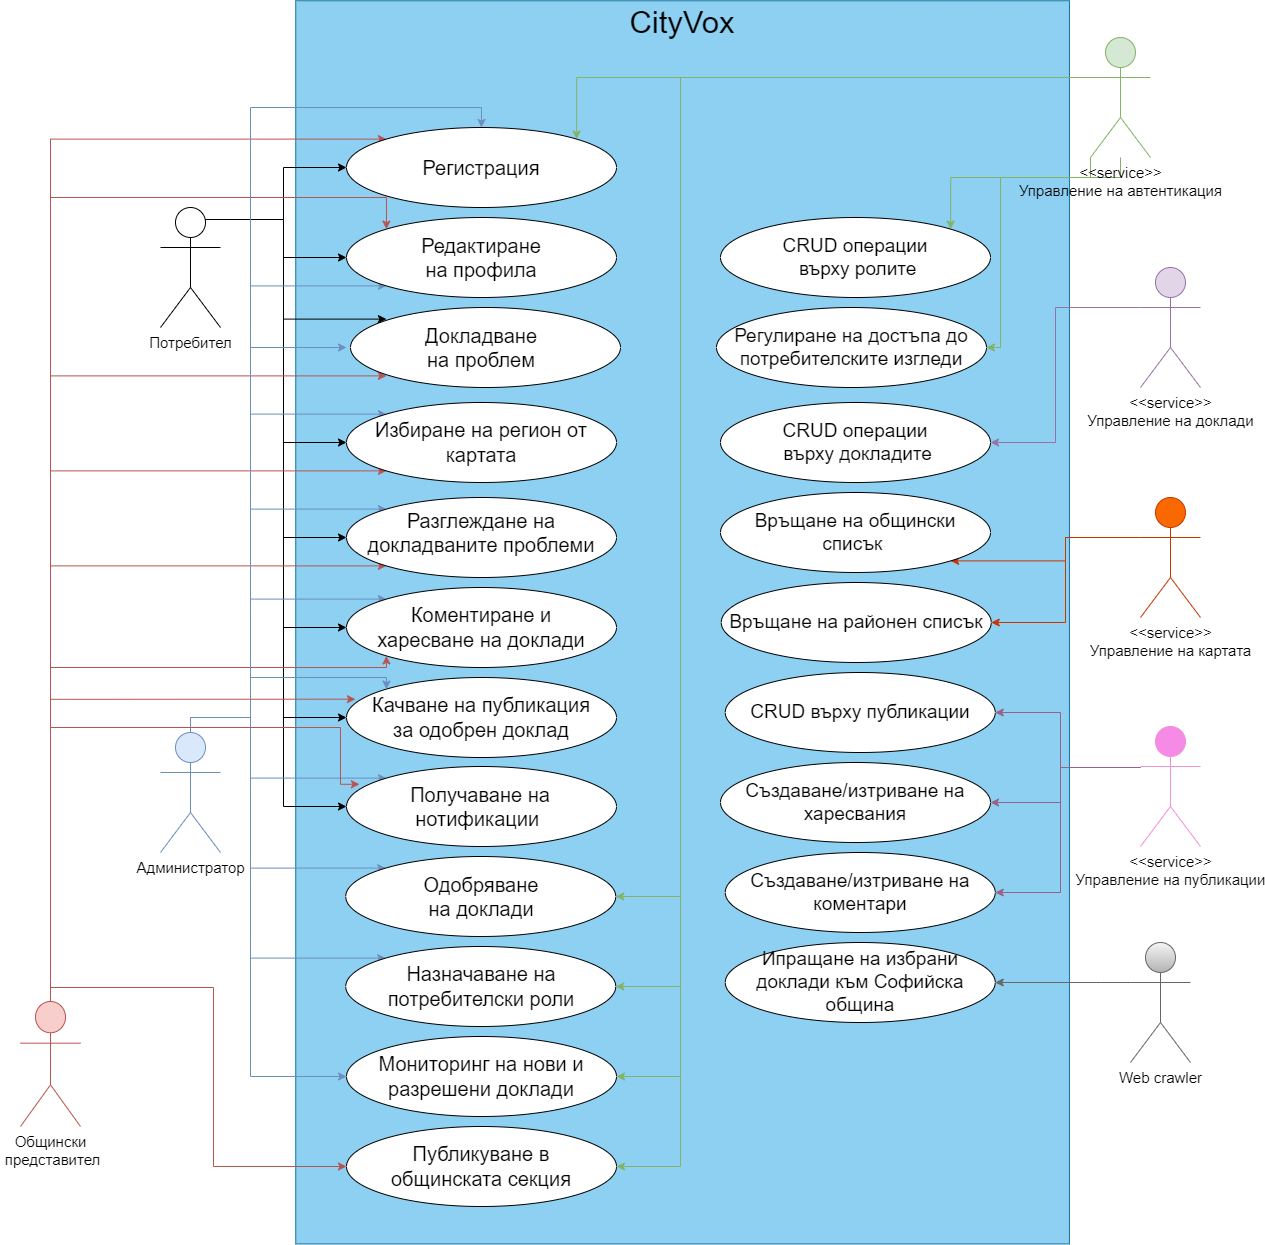 CityVox
Регистрация
Редактиране
на профила
Докладване
на проблем
Избиране на регион от
картата
Разглеждане на
докладваните проблеми
Коментиране и
харесване на доклади
Качване на публикация
за одобрен доклад
Получаване на
нотификации
Одобряване
на доклади
Назначаване на
потребителски роли
Мониторинг на нови и
разрешени доклади
Публикуване в
общинската секция
CRUD операции
върху ролите
Регулиране на достъпа до
потребителските изгледи
CRUD операции
върху докладите
Връщане на общински
списък
Връщане на районен списък
CRUD върху публикации
Създаване/изтриване на
харесвания
Създаване/изтриване на
коментари
Ипращане на избрани
доклади към Софийска
община
Потребител
Администратор
Общински
представител
<<service>>
Управление на автентикация
<<service>>
Управление на доклади
<<service>>
Управление на картата
<<service>>
Управление на публикации
Web crawler